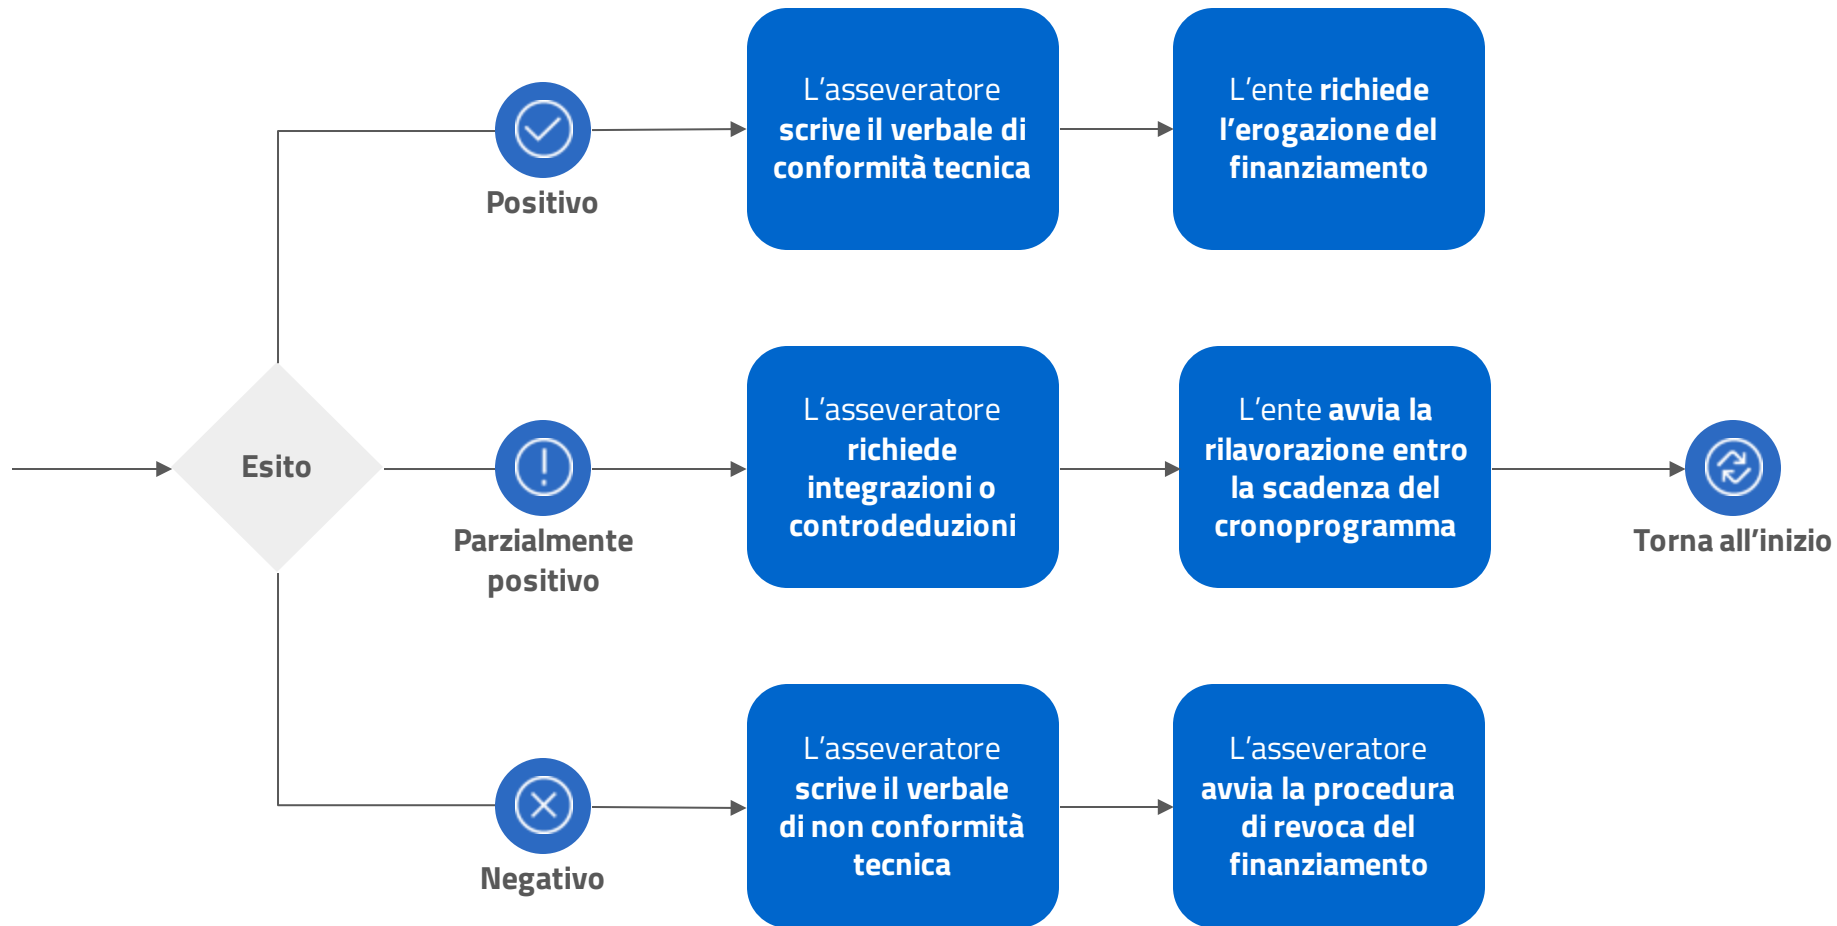 L’asseveratore
scrive il verbale di
conformità tecnica
L’ente richiede
l’erogazione del
finanziamento
Positivo
Esito
L’asseveratore
richiede
integrazioni o
controdeduzioni
L’ente avvia la
rilavorazione entro
la scadenza del
cronoprogramma
Parzialmente
positivo
Torna all’inizio
L’asseveratore
scrive il verbale
di non conformità
tecnica
L’asseveratore
avvia la procedura
di revoca del
finanziamento
Negativo